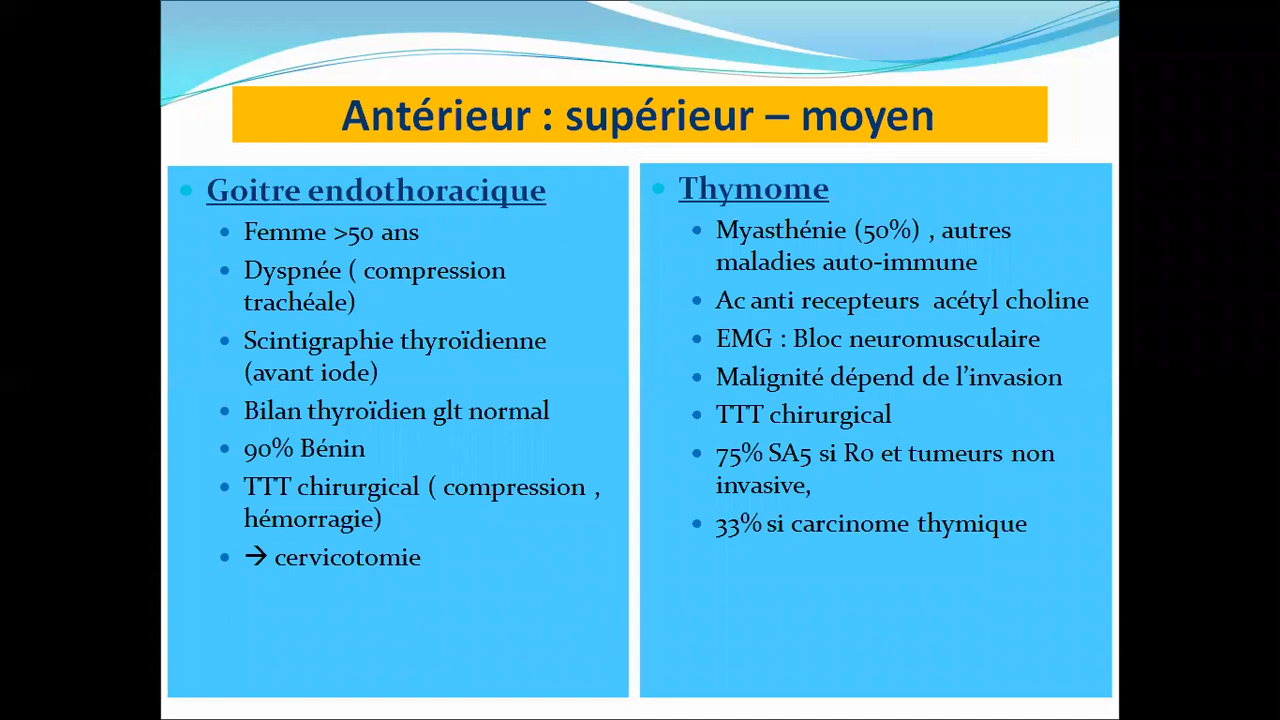 Antérieur : supérieur – moyen
Goitre endothoracique
Femme >50 ans
Dyspnée ( compression
trachéale)
Scintigraphie thyroïdienne
(avant iode)
Bilan thyroïdien glt normal
90% Bénin
TTT chirurgical ( compression ,
hémorragie)
→ cervicotomie
Thymome
Myasthénie (50%) , autres
maladies auto-immune
Ac anti recepteurs acétyl choline
EMG : Bloc neuromusculaire
Malignité dépend de l’invasion
TTT chirurgical
75% SA5 si R0 et tumeurs non
invasive,
33% si carcinome thymique